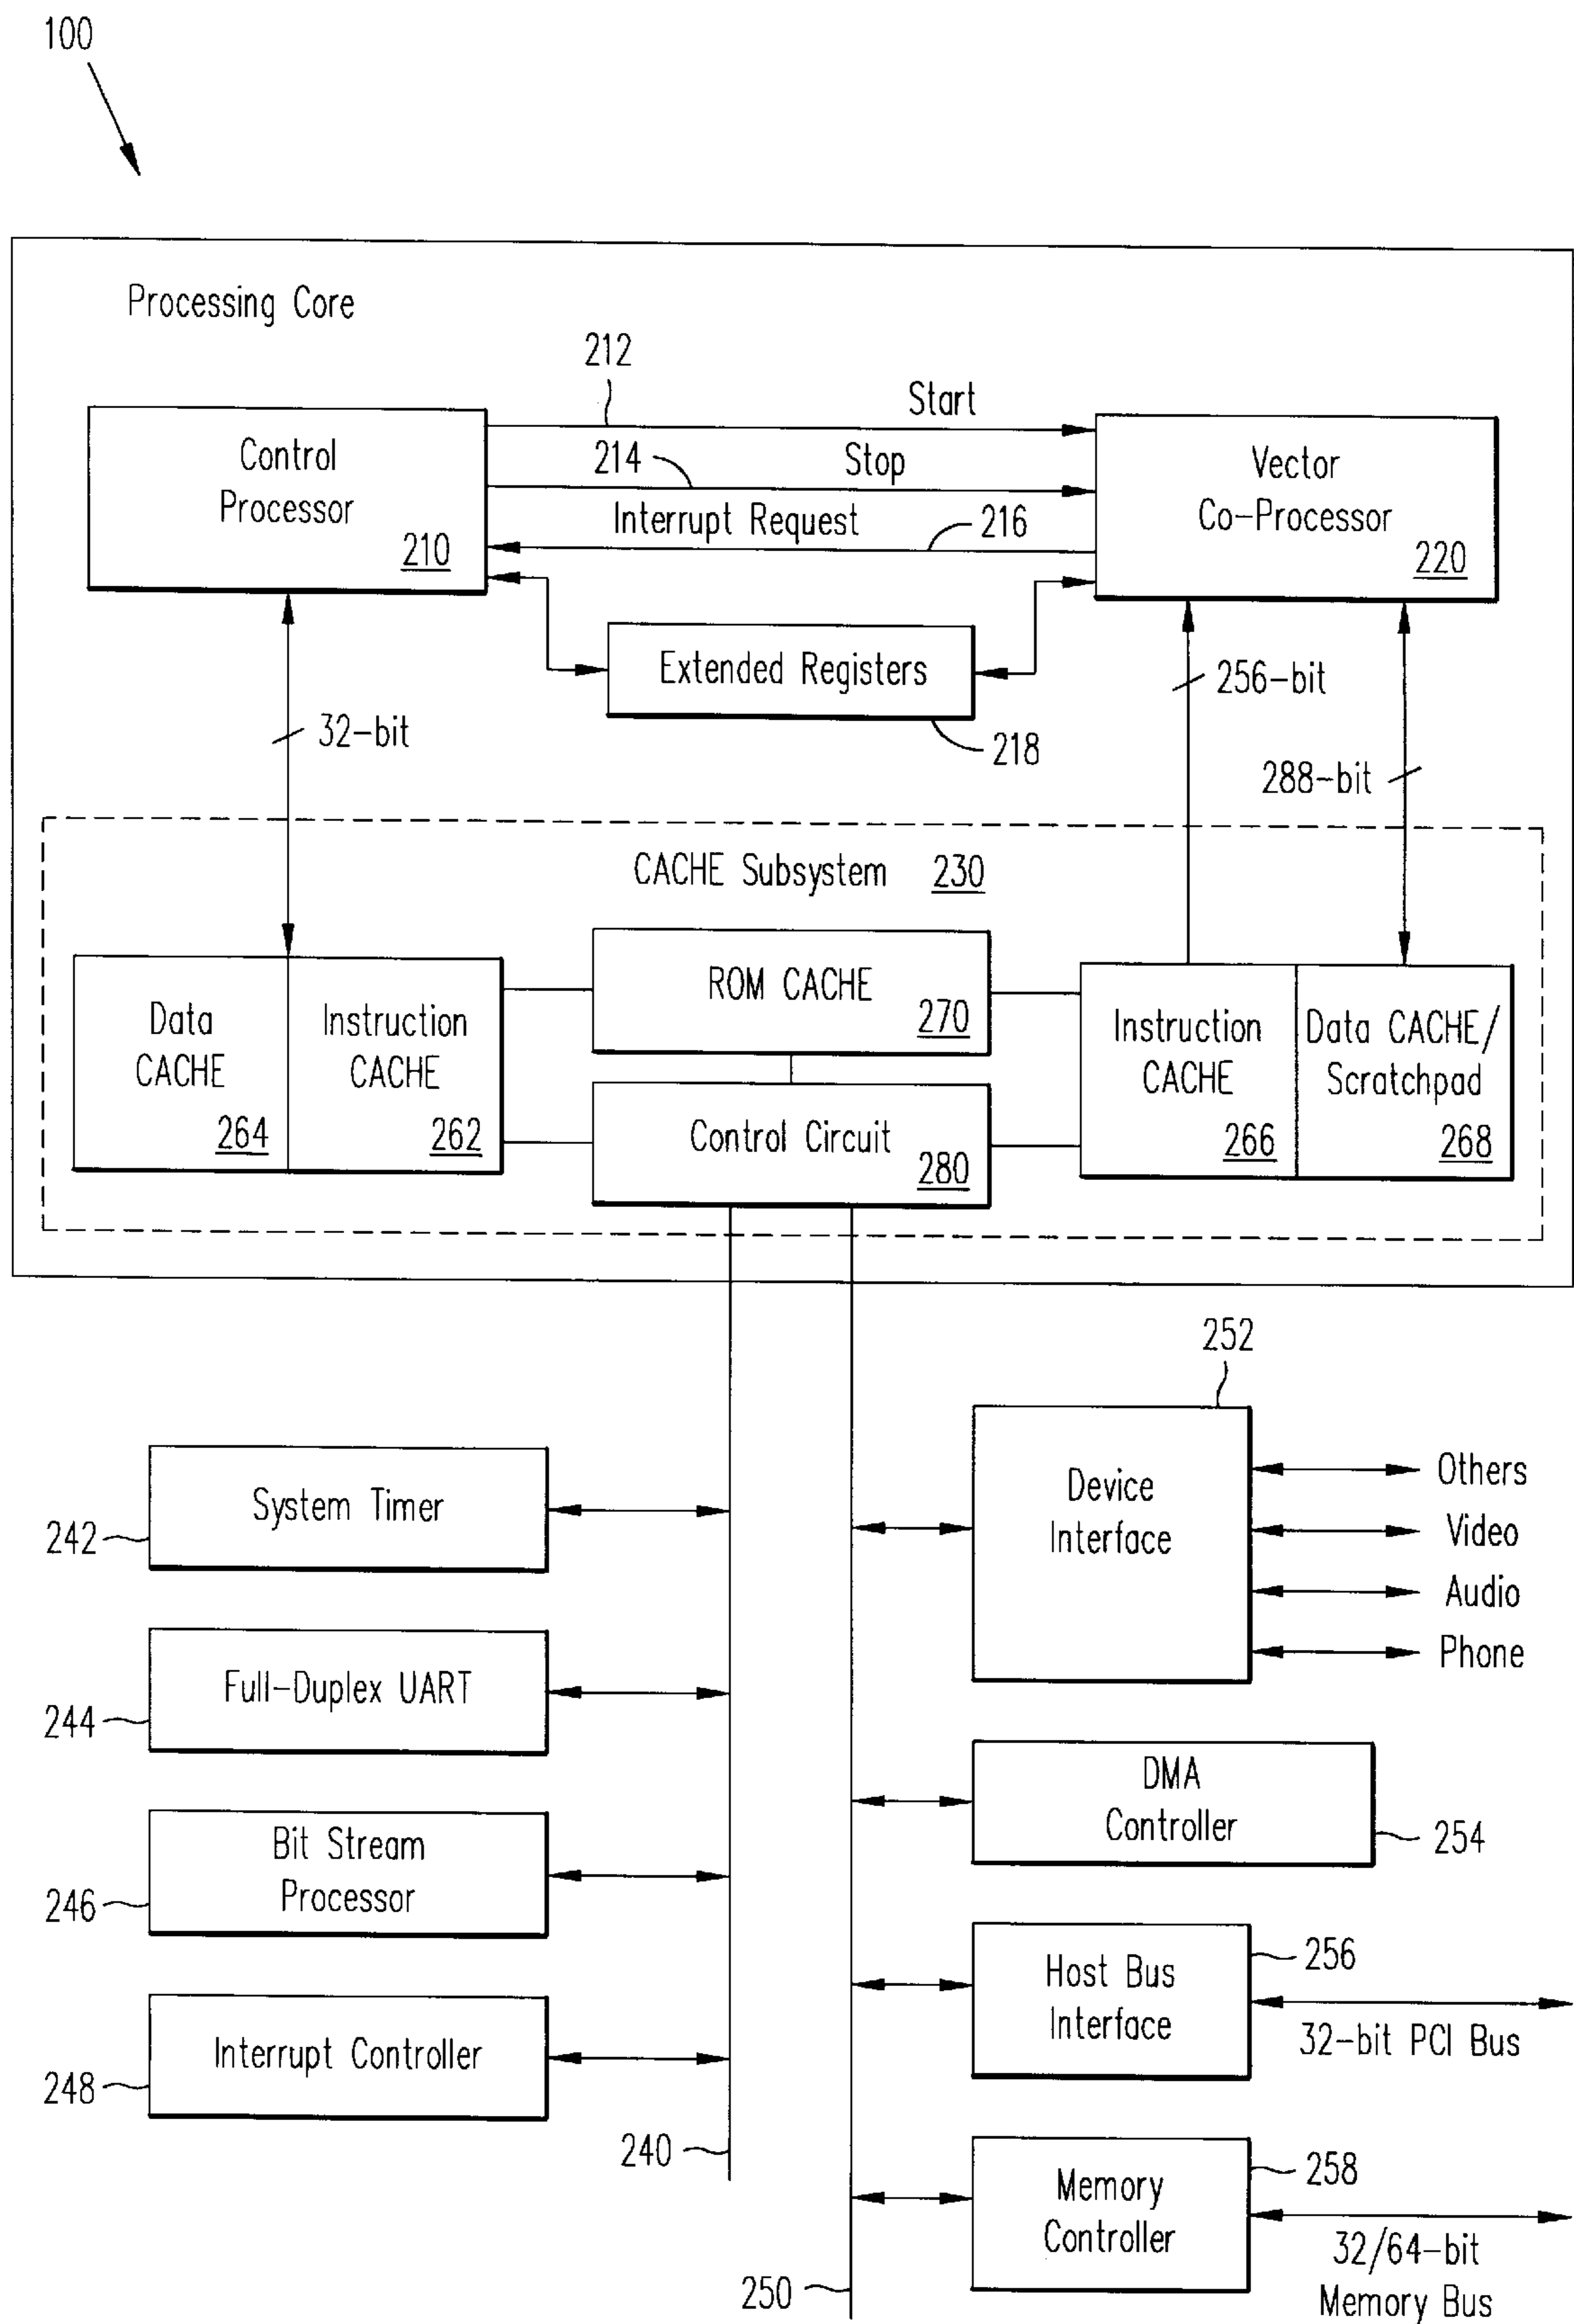 100
Processing Core
212
Start
Control
Processor
210
214
Stop
Interrupt Request
216
Vector
Co-Processor
220
Extended Registers
218
32-bit
256-bit
288-bit
CACHE Subsystem 230
Data
CACHE
264
Instruction
CACHE
262
ROM CACHE
270
Control Circuit
280
Instruction
CACHE
266
Data CACHE/
Scratchpad
268
252
System Timer
242
Full-Duplex UART
244
Bit Stream
Processor
246
Interrupt Controller
248
240
Device
Interface
Others
Video
Audio
Phone
DMA
Controller
254
Host Bus
Interface
256
32-bit PCI Bus
Memory
Controller
258
32/64-bit
Memory Bus
250